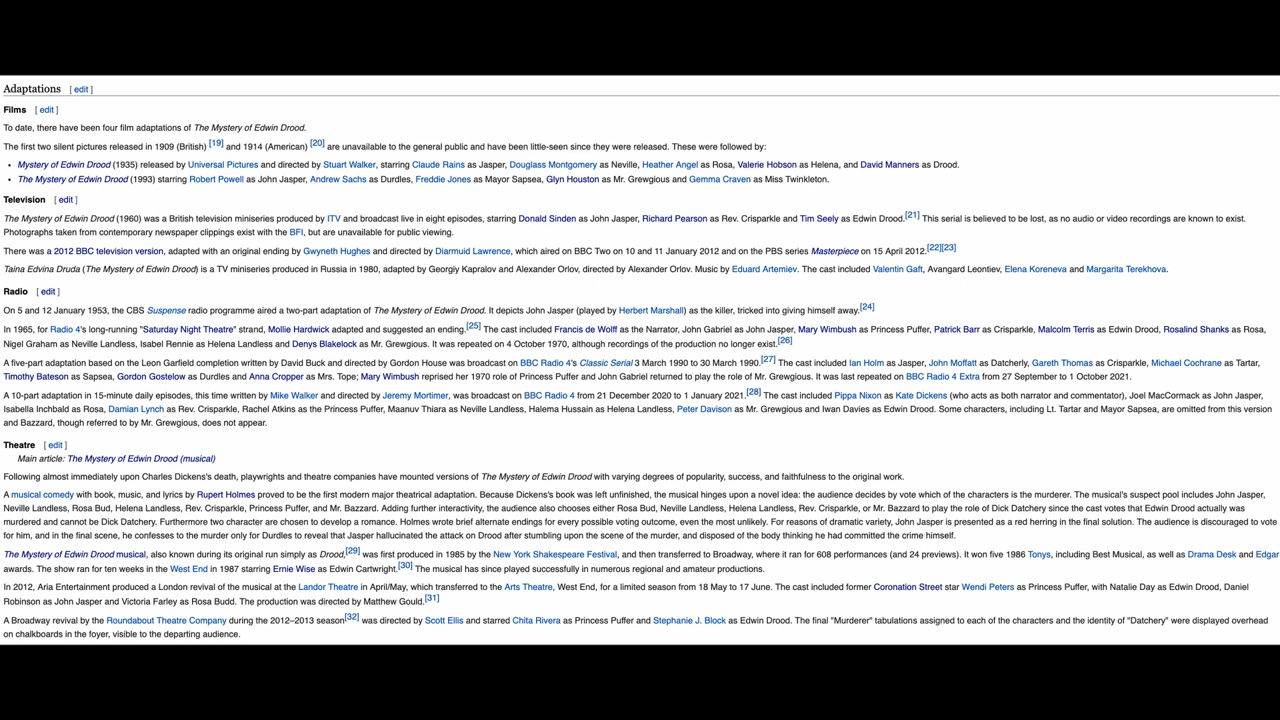 Adaptations [ edit ]
Films [ edit ]
To date, there have been four film adaptations of The Mystery of Edwin Drood.
The first two silent pictures released in 1909 (British) [19] and 1914 (American) [20] are unavailable to the general public and have been little-seen since they were released. These were followed by:
• Mystery of Edwin Drood (1935) released by Universal Pictures and directed by Stuart Walker, starring Claude Rains as Jasper, Douglass Montgomery as Neville, Heather Angel as Rosa, Valerie Hobson as Helena, and David Manners as Drood.
• The Mystery of Edwin Drood (1993) starring Robert Powell as John Jasper, Andrew Sachs as Durdles, Freddie Jones as Mayor Sapsea, Glyn Houston as Mr. Grewgious and Gemma Craven as Miss Twinkleton.
Television [ edit ]
The Mystery of Edwin Drood (1960) was a British television miniseries produced by ITV and broadcast live in eight episodes, starring Donald Sinden as John Jasper, Richard Pearson as Rev. Crisparkle and Tim Seely as Edwin Drood.[21] This serial is believed to be lost, as no audio or video recordings are known to exist.
Photographs taken from contemporary newspaper clippings exist with the BFI, but are unavailable for public viewing.
There was a 2012 BBC television version, adapted with an original ending by Gwyneth Hughes and directed by Diarmuid Lawrence, which aired on BBC Two on 10 and 11 January 2012 and on the PBS series Masterpiece on 15 April 2012.[22][23]
Taina Edvina Druda (The Mystery of Edwin Drood) is a TV miniseries produced in Russia in 1980, adapted by Georgiy Kapralov and Alexander Orlov, directed by Alexander Orlov. Music by Eduard Artemiev. The cast included Valentin Gaft, Avangard Leontiev, Elena Koreneva and Margarita Terekhova.
Radio [ edit ]
On 5 and 12 January 1953, the CBS Suspense radio programme aired a two-part adaptation of The Mystery of Edwin Drood. It depicts John Jasper (played by Herbert Marshall) as the killer, tricked into giving himself away.[24]
In 1965, for Radio 4's long-running "Saturday Night Theatre" strand, Mollie Hardwick adapted and suggested an ending.[25] The cast included Francis de Wolff as the Narrator, John Gabriel as John Jasper, Mary Wimbush as Princess Puffer, Patrick Barr as Crisparkle, Malcolm Terris as Edwin Drood, Rosalind Shanks as Rosa,
Nigel Graham as Neville Landless, Isabel Rennie as Helena Landless and Denys Blakelock as Mr. Grewgious. It was repeated on 4 October 1970, although recordings of the production no longer exist.[26]
A five-part adaptation based on the Leon Garfield completion written by David Buck and directed by Gordon House was broadcast on BBC Radio 4's Classic Serial 3 March 1990 to 30 March 1990.[27] The cast included Ian Holm as Jasper, John Moffatt as Datcherly, Gareth Thomas as Crisparkle, Michael Cochrane as Tartar,
Timothy Bateson as Sapsea, Gordon Gostelow as Durdles and Anna Cropper as Mrs. Tope; Mary Wimbush reprised her 1970 role of Princess Puffer and John Gabriel returned to play the role of Mr. Grewgious. It was last repeated on BBC Radio 4 Extra from 27 September to 1 October 2021.
A 10-part adaptation in 15-minute daily episodes, this time written by Mike Walker and directed by Jeremy Mortimer, was broadcast on BBC Radio 4 from 21 December 2020 to 1 January 2021.[28] The cast included Pippa Nixon as Kate Dickens (who acts as both narrator and commentator), Joel MacCormack as John Jasper,
Isabella Inchbald as Rosa, Damian Lynch as Rev. Crisparkle, Rachel Atkins as the Princess Puffer, Maanuv Thiara as Neville Landless, Halema Hussain as Helena Landless, Peter Davison as Mr. Grewgious and Iwan Davies as Edwin Drood. Some characters, including Lt. Tartar and Mayor Sapsea, are omitted from this version
and Bazzard, though referred to by Mr. Grewgious, does not appear.
Theatre [ edit ]
Main article: The Mystery of Edwin Drood (musical)
Following almost immediately upon Charles Dickens's death, playwrights and theatre companies have mounted versions of The Mystery of Edwin Drood with varying degrees of popularity, success, and faithfulness to the original work.
A musical comedy with book, music, and lyrics by Rupert Holmes proved to be the first modern major theatrical adaptation. Because Dickens's book was left unfinished, the musical hinges upon a novel idea: the audience decides by vote which of the characters is the murderer. The musical's suspect pool includes John Jasper,
Neville Landless, Rosa Bud, Helena Landless, Rev. Crisparkle, Princess Puffer, and Mr. Bazzard. Adding further interactivity, the audience also chooses either Rosa Bud, Neville Landless, Helena Landless, Rev. Crisparkle, or Mr. Bazzard to play the role of Dick Datchery since the cast votes that Edwin Drood actually was
murdered and cannot be Dick Datchery. Furthermore two character are chosen to develop a romance. Holmes wrote brief alternate endings for every possible voting outcome, even the most unlikely. For reasons of dramatic variety, John Jasper is presented as a red herring in the final solution. The audience is discouraged to vote
for him, and in the final scene, he confesses to the murder only for Durdles to reveal that Jasper hallucinated the attack on Drood after stumbling upon the scene of the murder, and disposed of the body thinking he had committed the crime himself.
The Mystery of Edwin Drood musical, also known during its original run simply as Drood,[29] was first produced in 1985 by the New York Shakespeare Festival, and then transferred to Broadway, where it ran for 608 performances (and 24 previews). It won five 1986 Tonys, including Best Musical, as well as Drama Desk and Edgar
awards. The show ran for ten weeks in the West End in 1987 starring Ernie Wise as Edwin Cartwright.[30] The musical has since played successfully in numerous regional and amateur productions.
In 2012, Aria Entertainment produced a London revival of the musical at the Landor Theatre in April/May, which transferred to the Arts Theatre, West End, for a limited season from 18 May to 17 June. The cast included former Coronation Street star Wendi Peters as Princess Puffer, with Natalie Day as Edwin Drood, Daniel
Robinson as John Jasper and Victoria Farley as Rosa Budd. The production was directed by Matthew Gould.[31]
A Broadway revival by the Roundabout Theatre Company during the 2012–2013 season[32] was directed by Scott Ellis and starred Chita Rivera as Princess Puffer and Stephanie J. Block as Edwin Drood. The final "Murderer" tabulations assigned to each of the characters and the identity of "Datchery" were displayed overhead
on chalkboards in the foyer, visible to the departing audience.